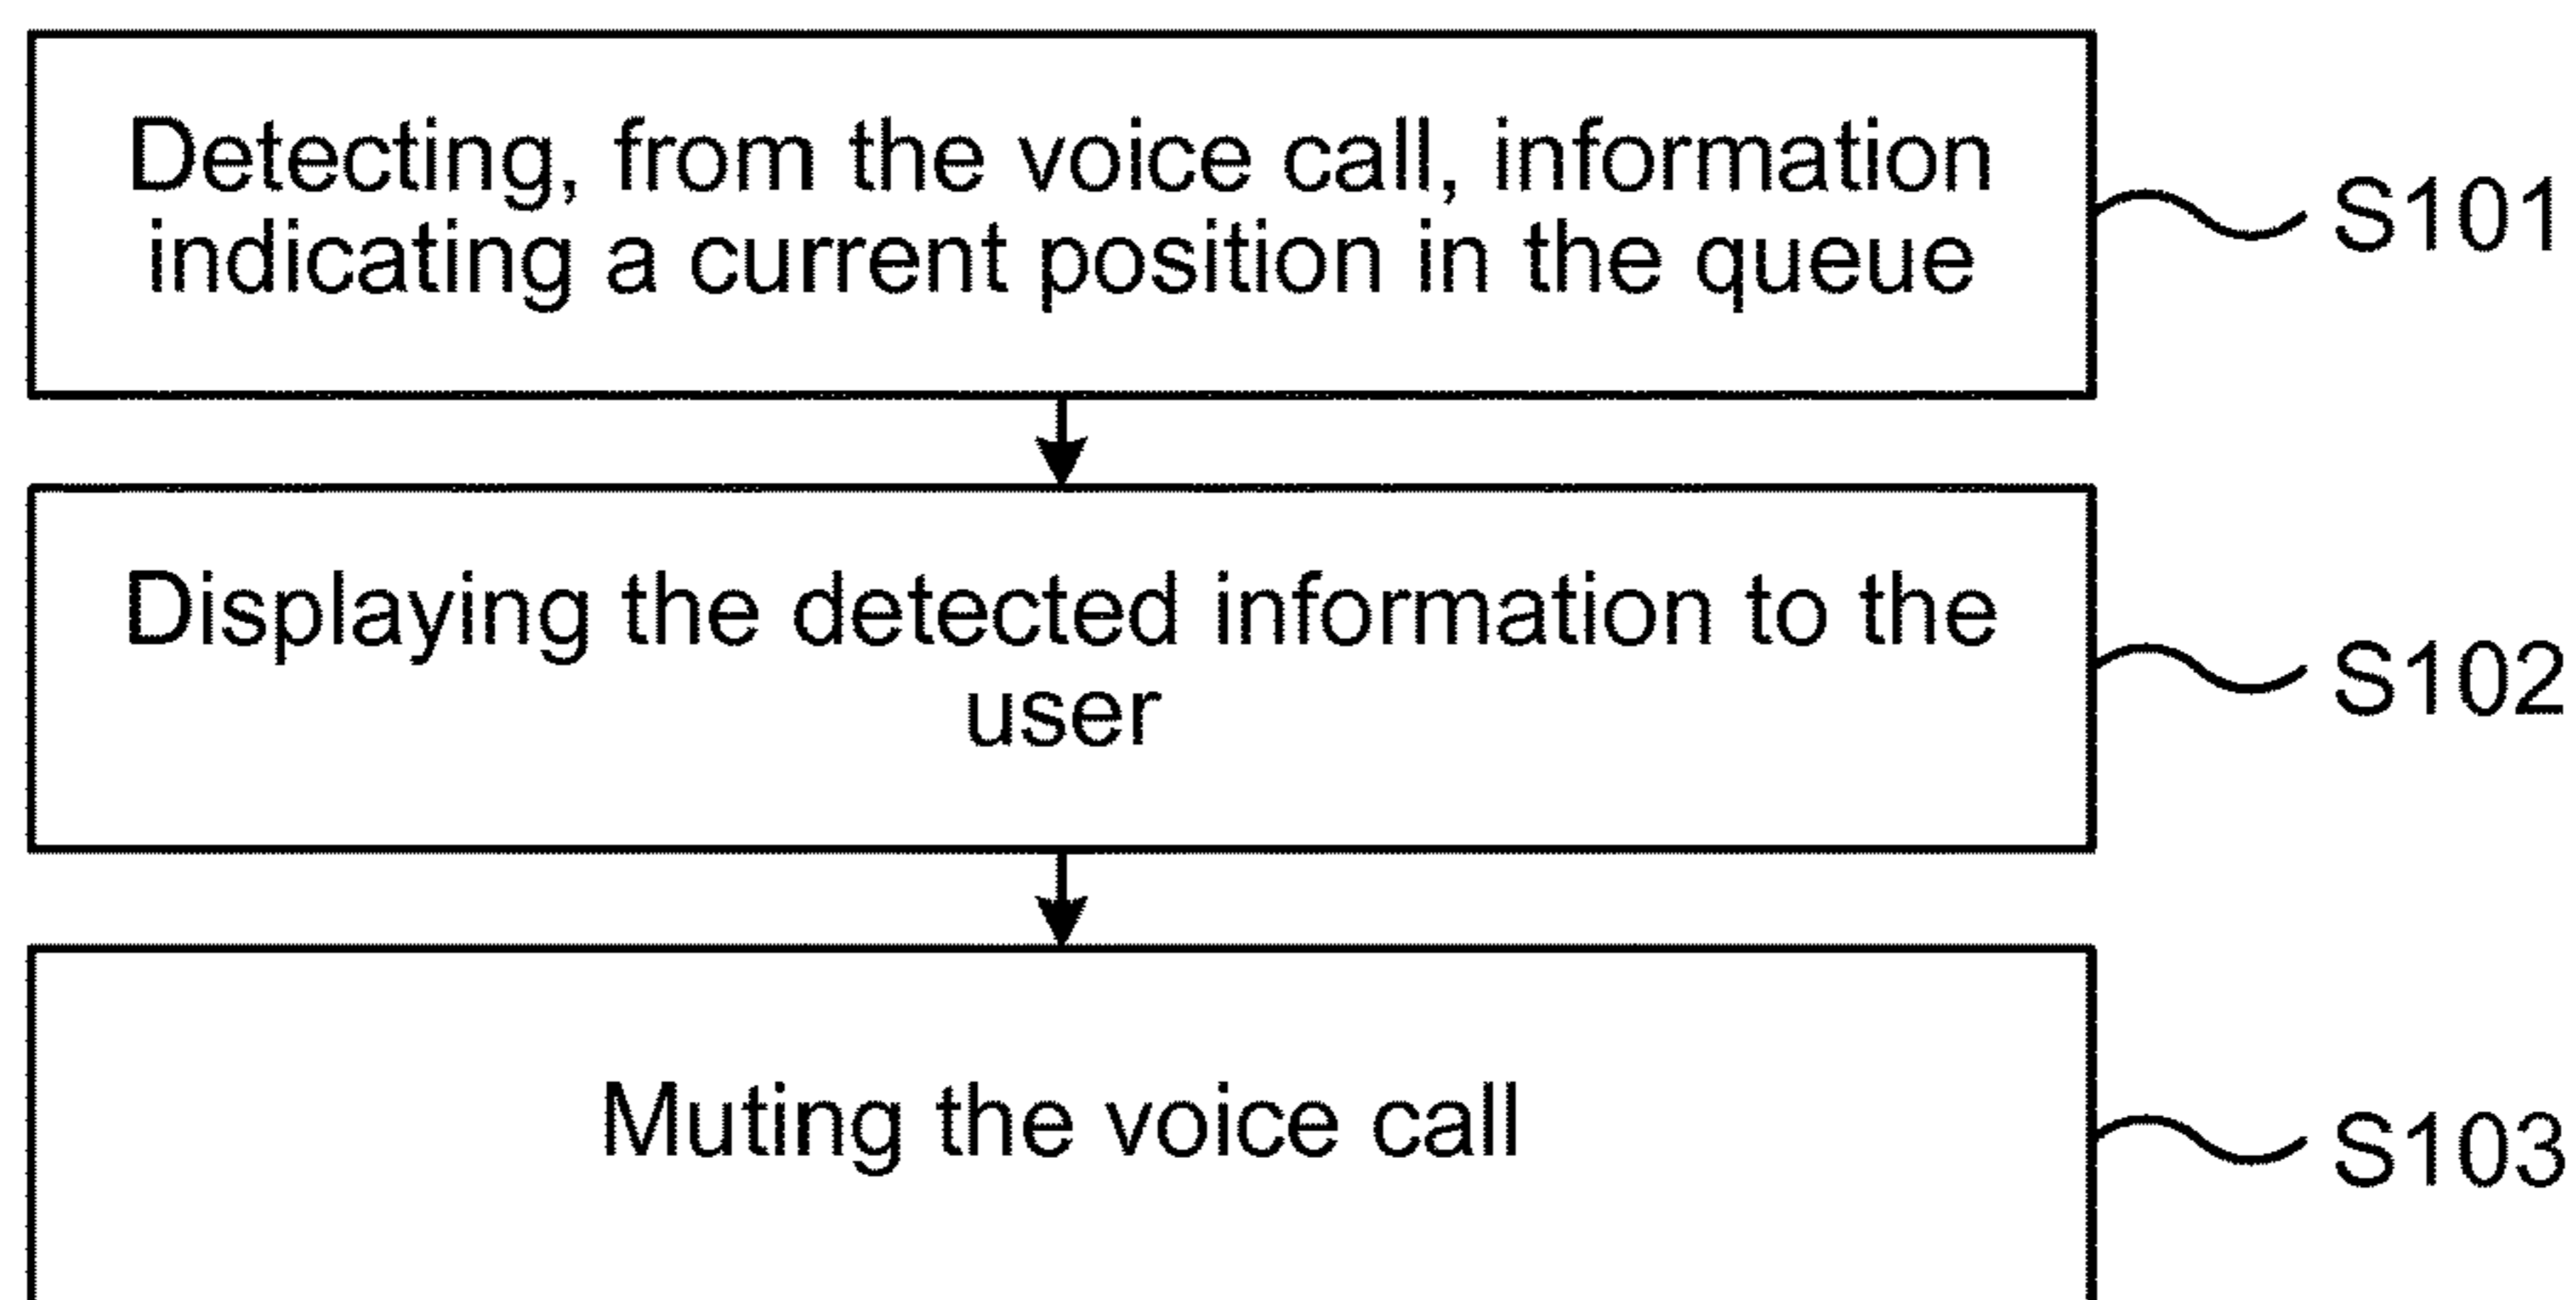 Detecting, from the voice call, information
indicating a current position in the queue
S101
Displaying the detected information to the
user
S102
Muting the voice call
S103